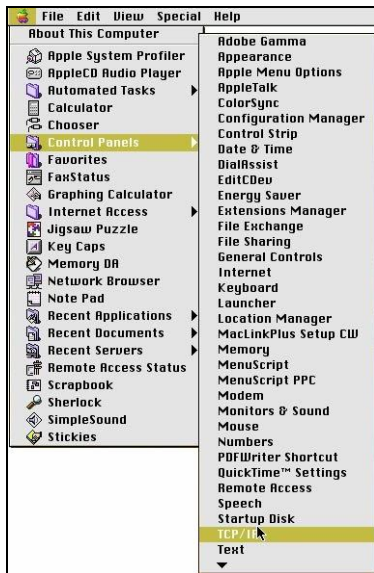 File Edit View Special Help
About This Computer
Apple System Profiler
AppleCD Audio Player
Automated Tasks
Calculator
Chooser
Control Panels
Favorites
FaxStatus
Graphing Calculator
Internet Access
Jigsaw Puzzle
Key Caps
Memory DA
Network Browser
Note Pad
Recent Applications
Recent Documents
Recent Servers
Remote Access Status
Scrapbook
Sherlock
SimpleSound
Stickies
Adobe Gamma
Appearance
Apple Menu Options
AppleTalk
ColorSync
Configuration Manager
Control Strip
Date & Time
DialAssist
EditCDev
Energy Saver
Extensions Manager
File Exchange
File Sharing
General Controls
Internet
Keyboard
Launcher
Location Manager
MacLinkPlus Setup CW
Memory
MenuScript
MenuScript PPC
Modem
Monitors & Sound
Mouse
Numbers
PDFWriter Shortcut
QuickTime™ Settings
Remote Access
Speech
Startup Disk
TCP/IP
Text